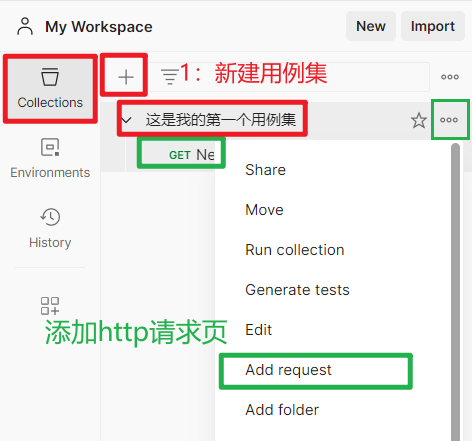 My Workspace
New
Import
Collections
1：新建用例集
这是我的第一个用例集
GET Ne
Environments
History
Share
Move
Run collection
Generate tests
Edit
添加http请求页
Add request
Add folder